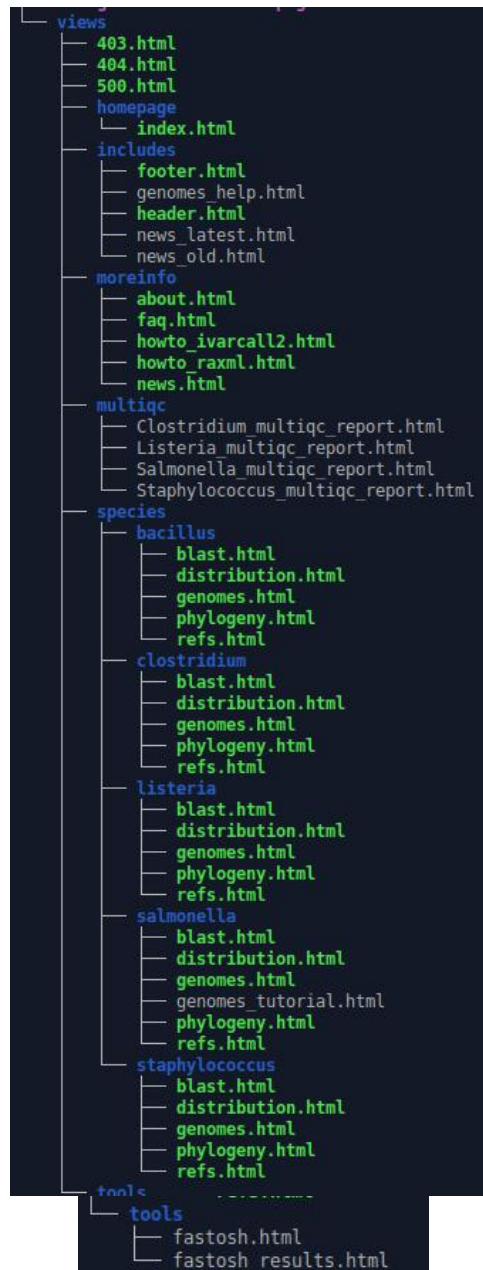 views
403.html
404.html
500.html
homepage
index.html
includes
footer.html
genomes_help.html
header.html
news_latest.html
news_old.html
moreinfo
about.html
faq.html
howto_ivarcall2.html
howto_raxml.html
news.html
multiqc
Clostridium_multiqc_report.html
Listeria_multiqc_report.html
Salmonella_multiqc_report.html
Staphylococcus_multiqc_report.html
species
bacillus
blast.html
distribution.html
genomes.html
phylogeny.html
refs.html
clostridium
blast.html
distribution.html
genomes.html
phylogeny.html
refs.html
listeria
blast.html
distribution.html
genomes.html
phylogeny.html
refs.html
salmonella
blast.html
distribution.html
genomes.html
genomes_tutorial.html
phylogeny.html
refs.html
staphylococcus
blast.html
distribution.html
genomes.html
phylogeny.html
refs.html
tools
tools
fastosh.html
fastosh_results.html